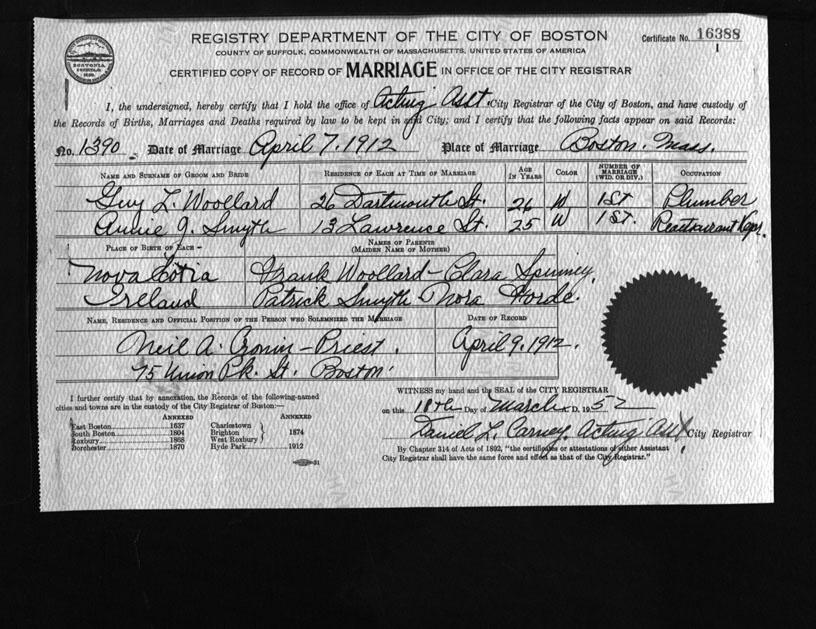 REGISTRY DEPARTMENT OF THE CITY OF BOSTON
Certificate No. 16388
COUNTY OF SUFFOLK, COMMONWEALTH OF MASSACHUSETTS, UNITED STATES OF AMERICA
1
CERTIFIED COPY OF RECORD OF MARRIAGE IN OFFICE OF THE CITY REGISTRAR
BOSTONIA
I, the undersigned, hereby certify that I hold the office of Acting Asst. City Registrar of the City of Boston, and have custody of
the Records of Births, Marriages and Deaths required by law to be kept in said City; and I certify that the following facts appear on said Records:
No. 1390 Date of Marriage April 7, 1912 Place of Marriage Boston, Mass.
NAME AND SURNAME OF GROOM AND BRIDE RESIDENCE OF EACH AT TIME OF MARRIAGE AGE IN YEARS COLOR NUMBER OF MARRIAGE (WID. OR DIV.) OCCUPATION
Guy L. Woollard 26 Dartmouth St. 26 W 1st Plumber
Annie J. Smyth 13 Lawrence St. 25 W 1st. Reastaurant Kepr.
PLACE OF BIRTH OF EACH NAMES OF PARENTS (MAIDEN NAME OF MOTHER)
Nova Frank Woollard - Clara Spinney
Ireland Patrick Smyth - Nora Horde.
NAME, RESIDENCE AND OFFICIAL POSITION OF THE PERSON WHO SOLEMNIZED THE MARRIAGE DATE OF RECORD
Neil A. Cronin - Priest. April 9, 1912.
75 Union Pk. St. Boston.
I further certify that by annexation, the Records of the following-named
cities and towns are in the custody of the City Registrar of Boston:—
ANNEXED ANNEXED
East Boston 1637 Charlestown
South Boston 1804 Brighton 1874
Roxbury 1868 West Roxbury
Dorchester 1870 Hyde Park 1912
31
WITNESS my hand and the SEAL of the CITY REGISTRAR
on this 18th Day of March A.D. 1952
Daniel L. Carney, Acting Asst City Registrar
By Chapter 314 of Acts of 1892, "the certificates or attestations of either Assistant
City Registrar shall have the same force and effect as that of the City Registrar."